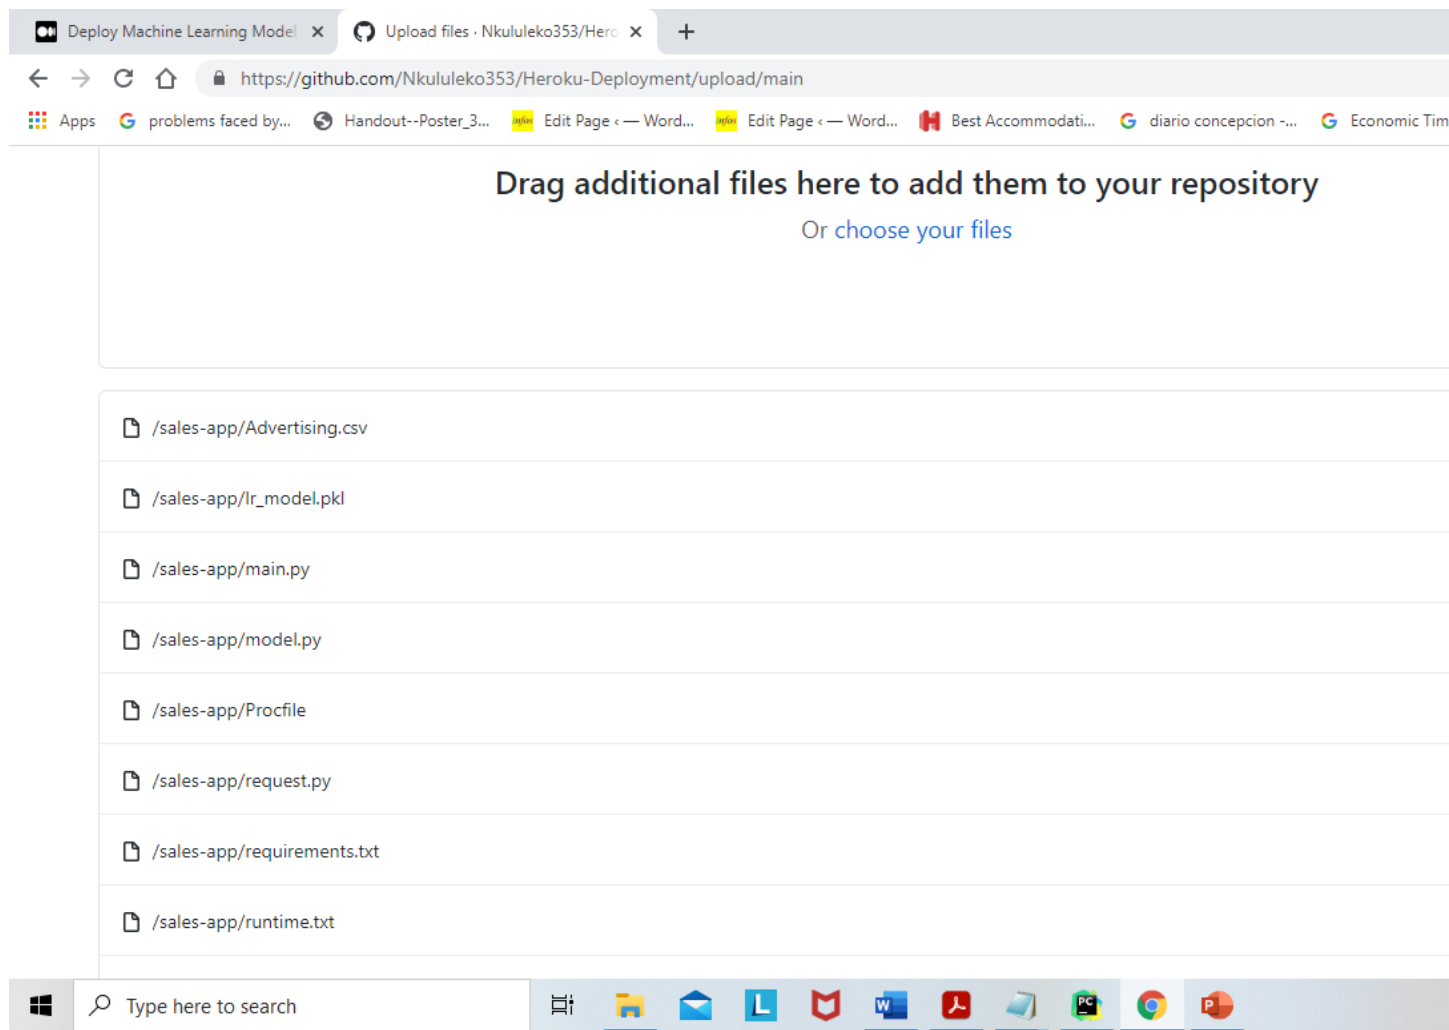 Deploy Machine Learning Model
Upload files · Nkululeko353/Hero
https://github.com/Nkululeko353/Heroku-Deployment/upload/main
Apps problems faced by... Handout--Poster_3... infos Edit Page ‹ — Word... infos Edit Page ‹ — Word... Best Accommodati... diario concepcion -... Economic Tim
Drag additional files here to add them to your repository
Or choose your files
/sales-app/Advertising.csv
/sales-app/lr_model.pkl
/sales-app/main.py
/sales-app/model.py
/sales-app/Procfile
/sales-app/request.py
/sales-app/requirements.txt
/sales-app/runtime.txt
Type here to search